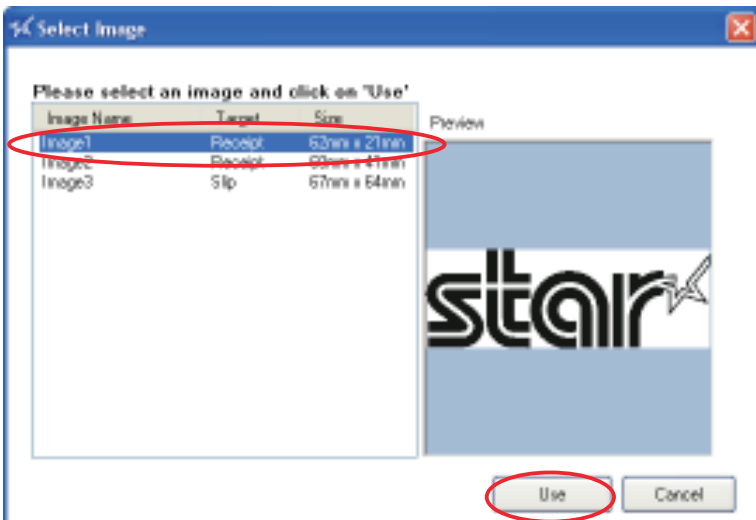 Select Image
Please select an image and click on "Use"
Image Name Target Size
Preview
Image1 Receipt 62mm x 21mm
Image2 Receipt x 41mm
Image3 Slip 67mm x 64mm
star
Use Cancel